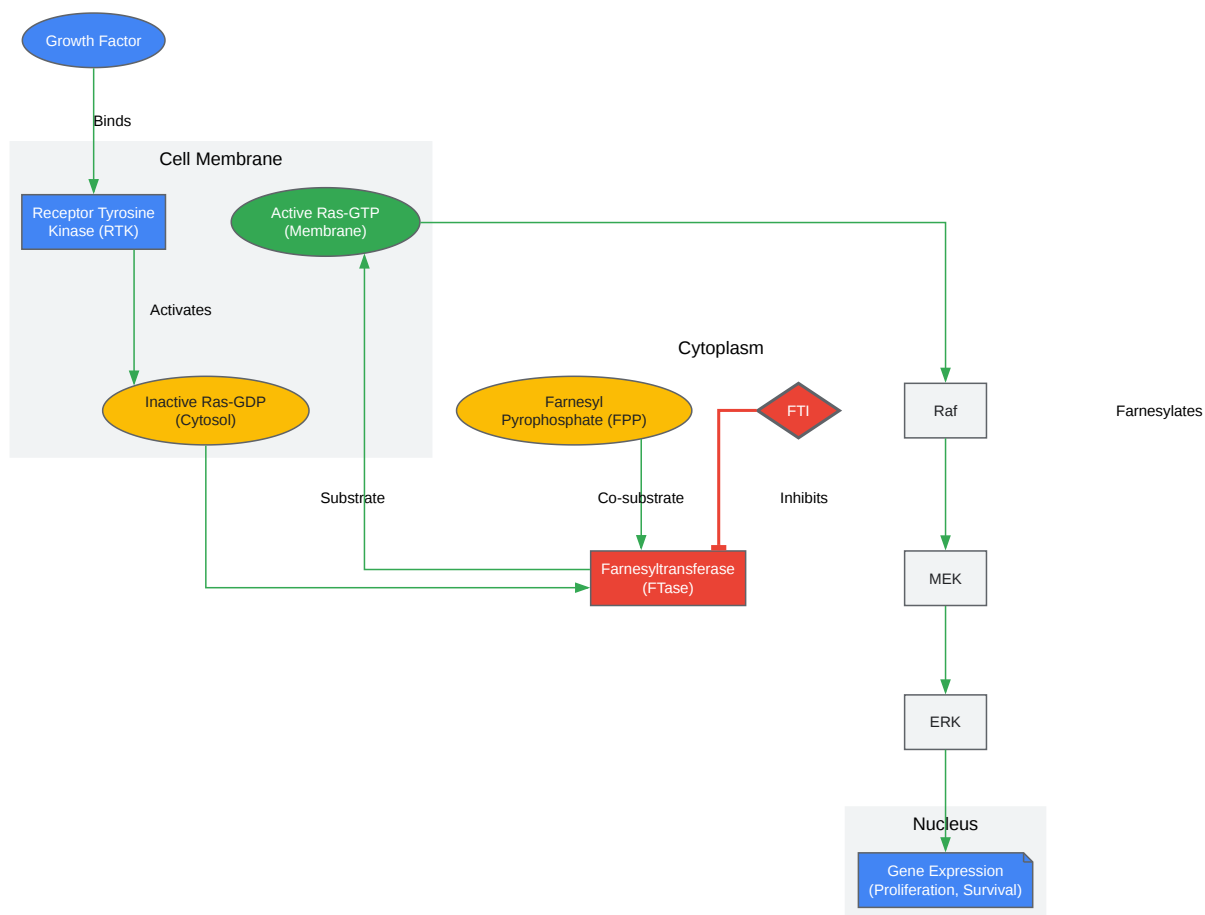 Growth Factor
Binds
Cell Membrane
Receptor Tyrosine
Kinase (RTK)
Active Ras-GTP
(Membrane)
Activates
Cytoplasm
Inactive Ras-GDP
(Cytosol)
Farnesyl
Pyrophosphate (FPP)
FTI
Raf
Farnesylates
Substrate
Co-substrate
Inhibits
Farnesyltransferase
(FTase)
MEK
ERK
Nucleus
Gene Expression
(Proliferation, Survival)